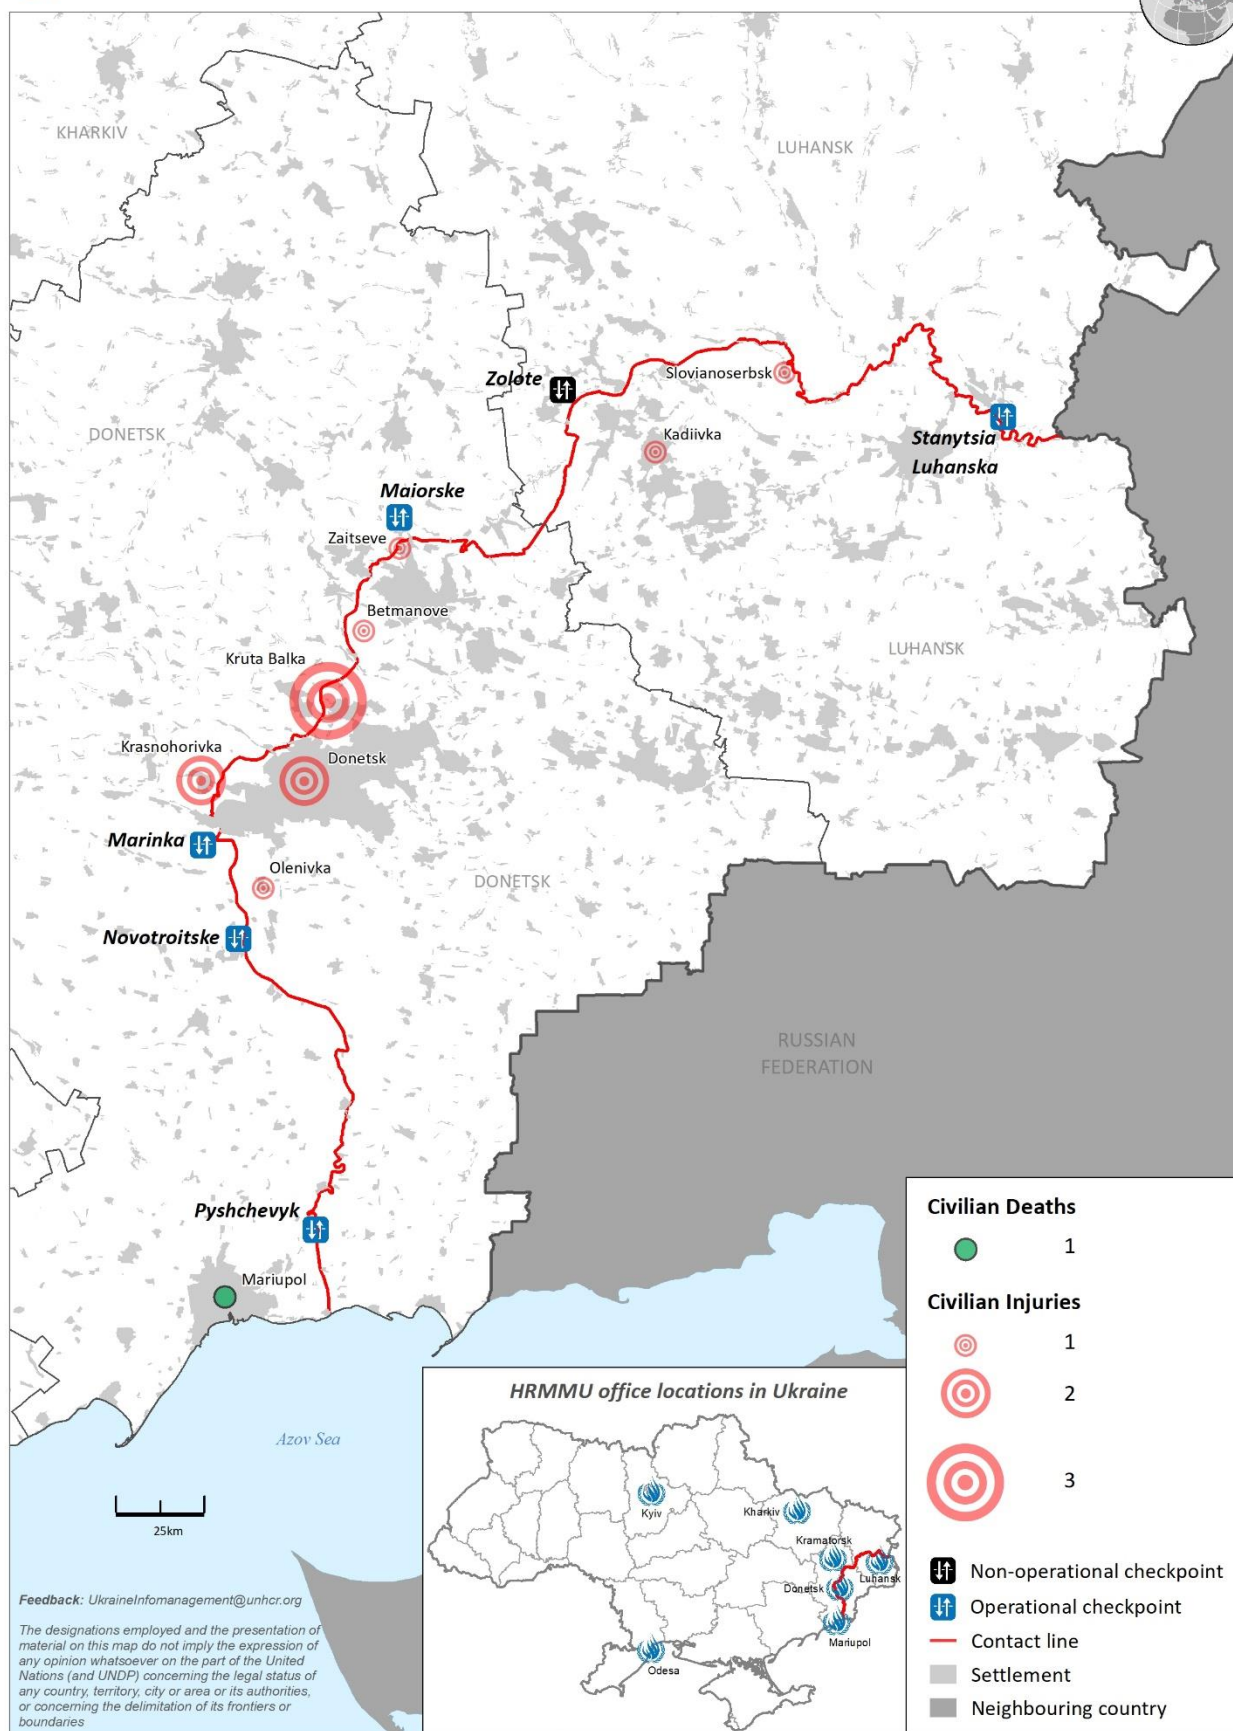 KHARKIV
LUHANSK
Slovianoserbsk
Zolote
DONETSK
Kadiivka
Stanytsia
Luhanska
Maiorske
Zaitseve
Betmanove
Kruta Balka
LUHANSK
Krasnohorivka
Donetsk
Marinka
Olenivka
DONETSK
Novotroitske
RUSSIAN
FEDERATION
Pyshchevyk
Mariupol
Azov Sea
25km
Feedback: UkraineInfomanagement@unhcr.org
The designations employed and the presentation of
material on this map do not imply the expression of
any opinion whatsoever on the part of the United
Nations (and UNDP) concerning the legal status of
any country, territory, city or area or its authorities,
or concerning the delimitation of its frontiers or
boundaries
HRMMU office locations in Ukraine
Kyiv
Kharkiv
Kramatorsk
Luhansk
Donetsk
Mariupol
Odesa
Civilian Deaths
1
Civilian Injuries
1
2
3
Non-operational checkpoint
Operational checkpoint
Contact line
Settlement
Neighbouring country